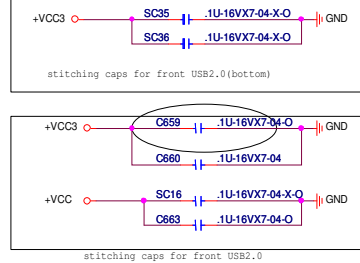 SC35 .1U-16VX7-04-X-O
+VCC3 GND
SC36 .1U-16VX7-04-X-O
stitching caps for front USB2.0(bottom)
C659 .1U-16VX7-04-O
+VCC3 GND
C660 .1U-16VX7-04
SC16 .1U-16VX7-04-X-O
+VCC GND
C663 .1U-16VX7-04-O
stitching caps for front USB2.0